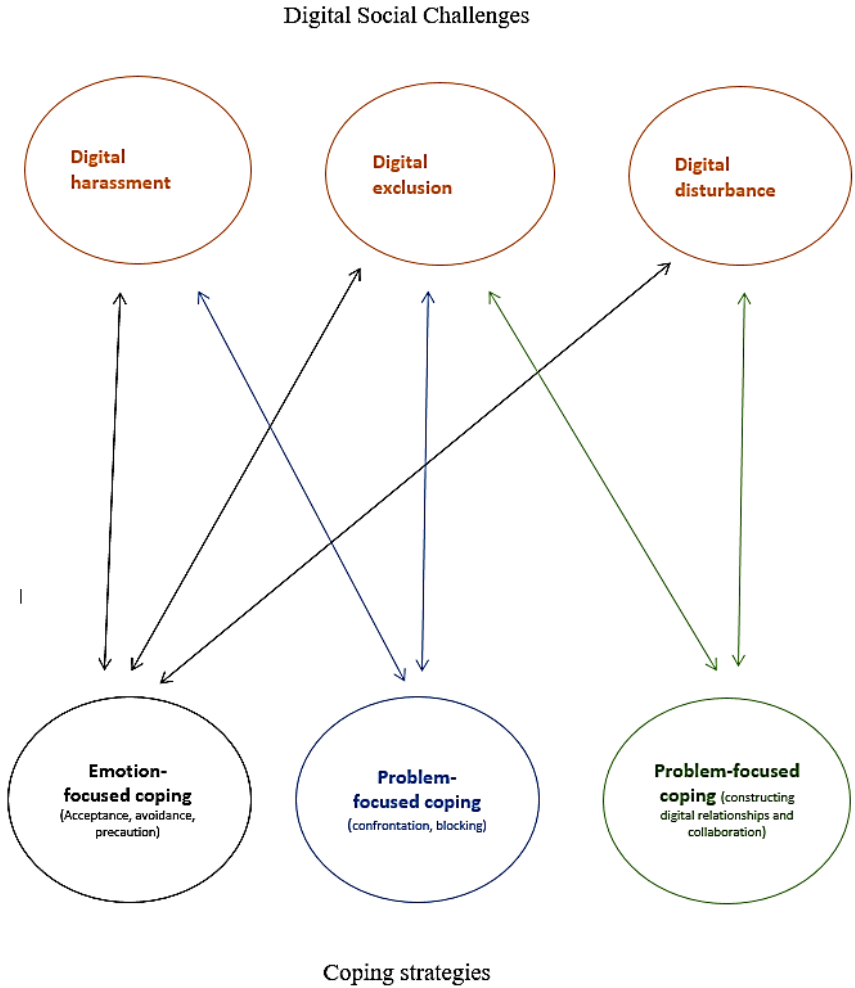 Digital Social Challenges
Digital
harassment
Digital
exclusion
Digital
disturbance
Emotion-
focused coping
(Acceptance, avoidance,
precaution)
Problem-
focused coping
(confrontation, blocking)
Problem-focused
coping (constructing
digital relationships and
collaboration)
Coping strategies